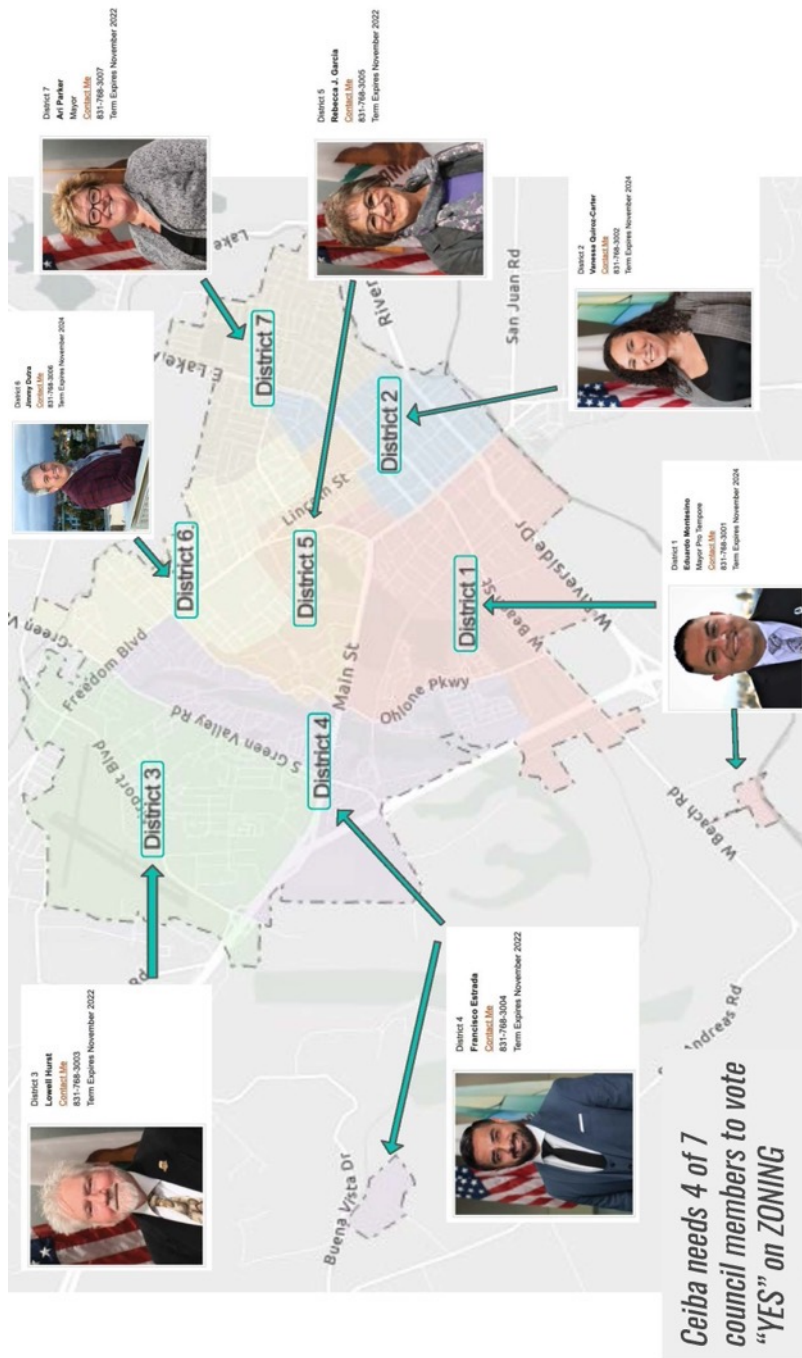 District 3
Lowell Hurst
Contact Me
831-768-3003
Term Expires November 2022
District 4
Francisco Estrada
Contact Me
831-768-3004
Term Expires November 2022
District 6
Jimmy Dutra
Contact Me
831-768-3006
Term Expires November 2024
District 7
Ari Parker
Mayor
Contact Me
831-768-3007
Term Expires November 2022
District 5
Rebecca J. Garcia
Contact Me
831-768-3005
Term Expires November 2022
District 2
Vanessa Quiroz-Carter
Contact Me
831-768-3002
Term Expires November 2024
District 1
Eduardo Montesino
Mayor Pro Tempore
Contact Me
831-768-3001
Term Expires November 2024
District 3
District 6
District 7
District 4
District 5
District 2
District 1
Green V
Freedom Blvd
port Blvd
S Green Valley Rd
Main St
Ohlone Pkwy
Lincoln St
E Lake A
Lake
River
San Juan Rd
W Riverside Dr
W Beach St
W Beach Rd
Andreas Rd
Buena Vista Dr
Rd
Ceiba needs 4 of 7
council members to vote
“YES” on ZONING